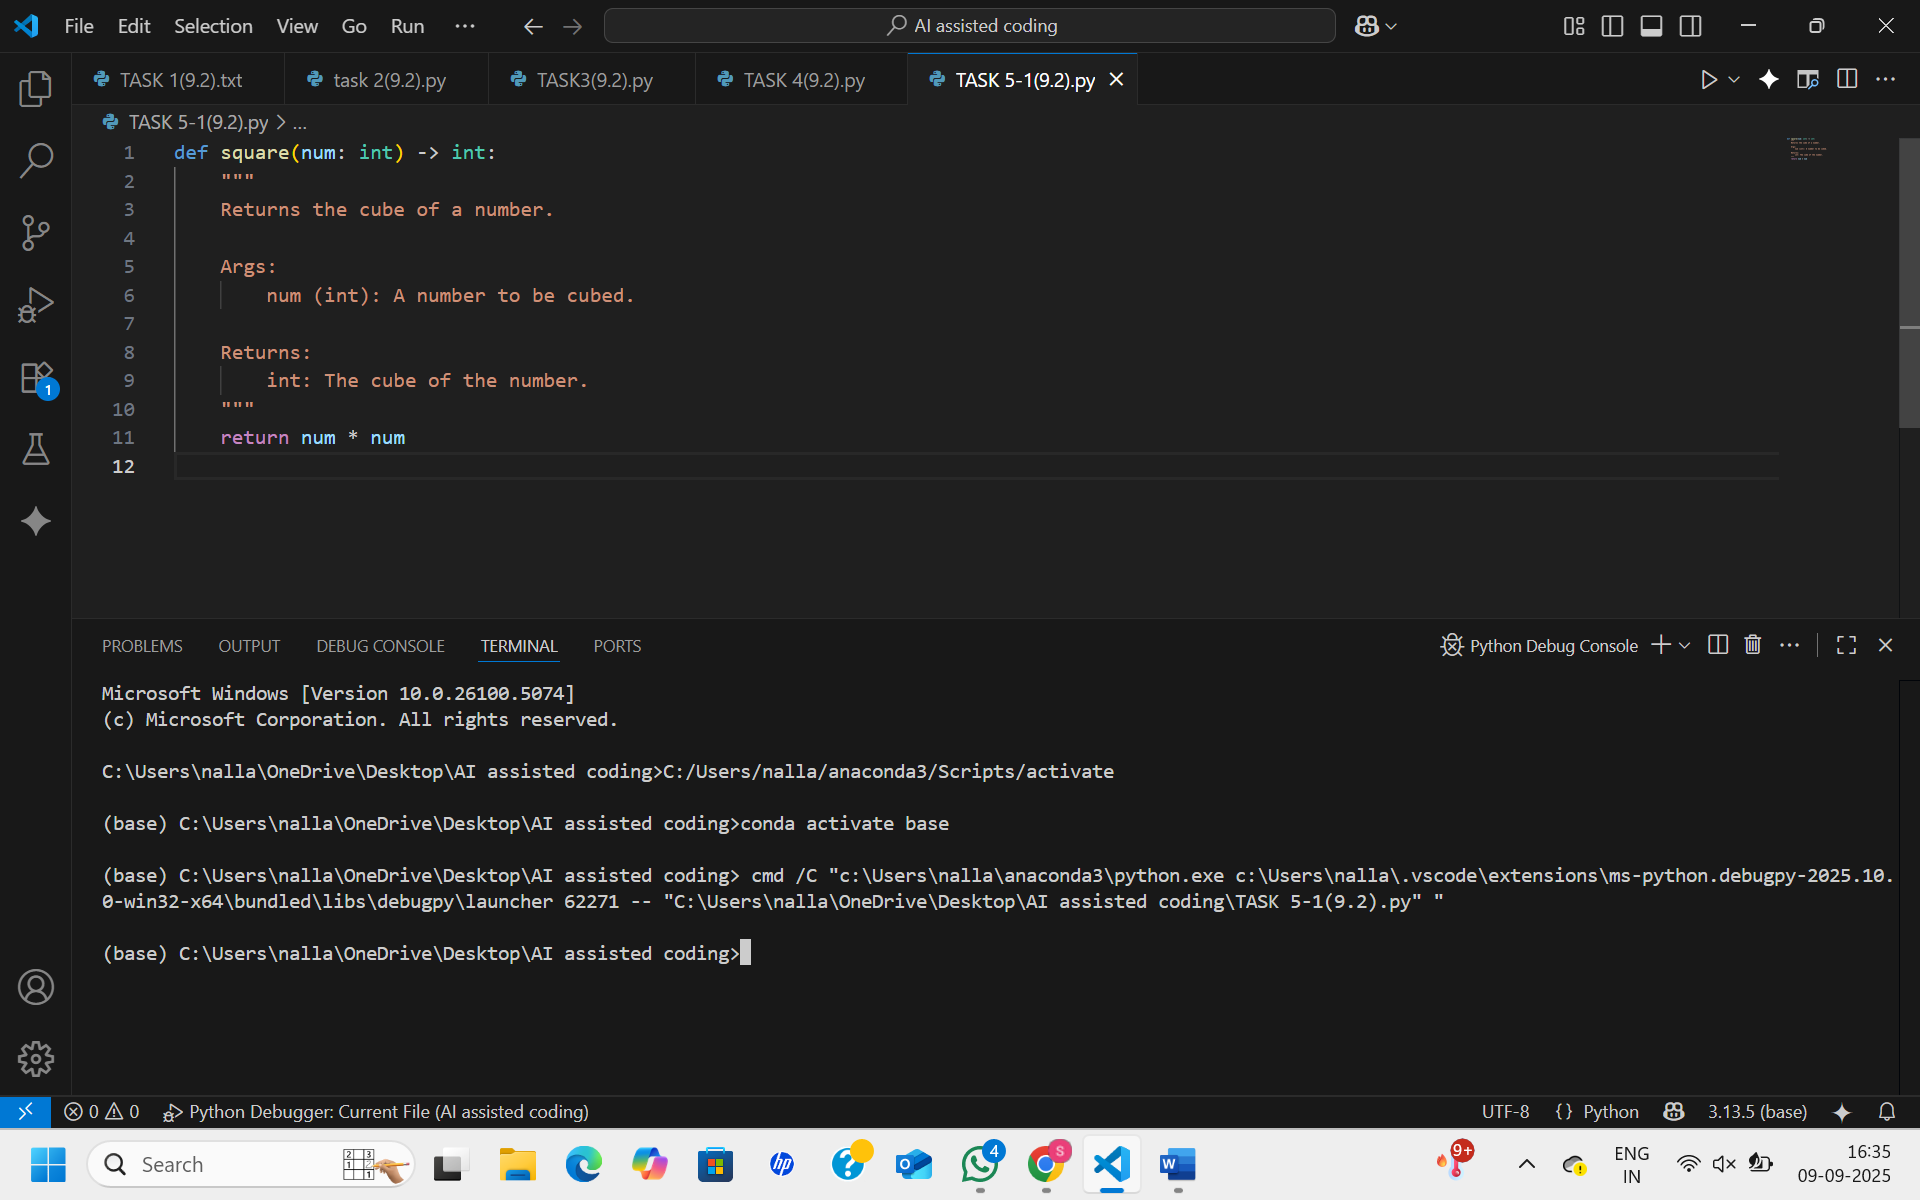 File Edit Selection View Go Run ··· AI assisted coding
TASK 1(9.2).txt task 2(9.2).py TASK3(9.2).py TASK 4(9.2).py TASK 5-1(9.2).py
TASK 5-1(9.2).py > ...
1 def square(num: int) -> int:
2 """
3 Returns the cube of a number.
4
5 Args:
6 num (int): A number to be cubed.
7
8 Returns:
9 int: The cube of the number.
10 """
11 return num * num
12
1
PROBLEMS OUTPUT DEBUG CONSOLE TERMINAL PORTS Python Debug Console
Microsoft Windows [Version 10.0.26100.5074]
(c) Microsoft Corporation. All rights reserved.
C:\Users\nalla\OneDrive\Desktop\AI assisted coding>C:/Users/nalla/anaconda3/Scripts/activate
(base) C:\Users\nalla\OneDrive\Desktop\AI assisted coding>conda activate base
(base) C:\Users\nalla\OneDrive\Desktop\AI assisted coding> cmd /C "c:\Users\nalla\anaconda3\python.exe c:\Users\nalla\.vscode\extensions\ms-python.debugpy-2025.10.
0-win32-x64\bundled\libs\debugpy\launcher 62271 -- "C:\Users\nalla\OneDrive\Desktop\AI assisted coding\TASK 5-1(9.2).py" "
(base) C:\Users\nalla\OneDrive\Desktop\AI assisted coding>
0 0 Python Debugger: Current File (AI assisted coding) UTF-8 {} Python 3.13.5 (base)
Search hp 4 S 9+ ENG 16:35
IN 09-09-2025